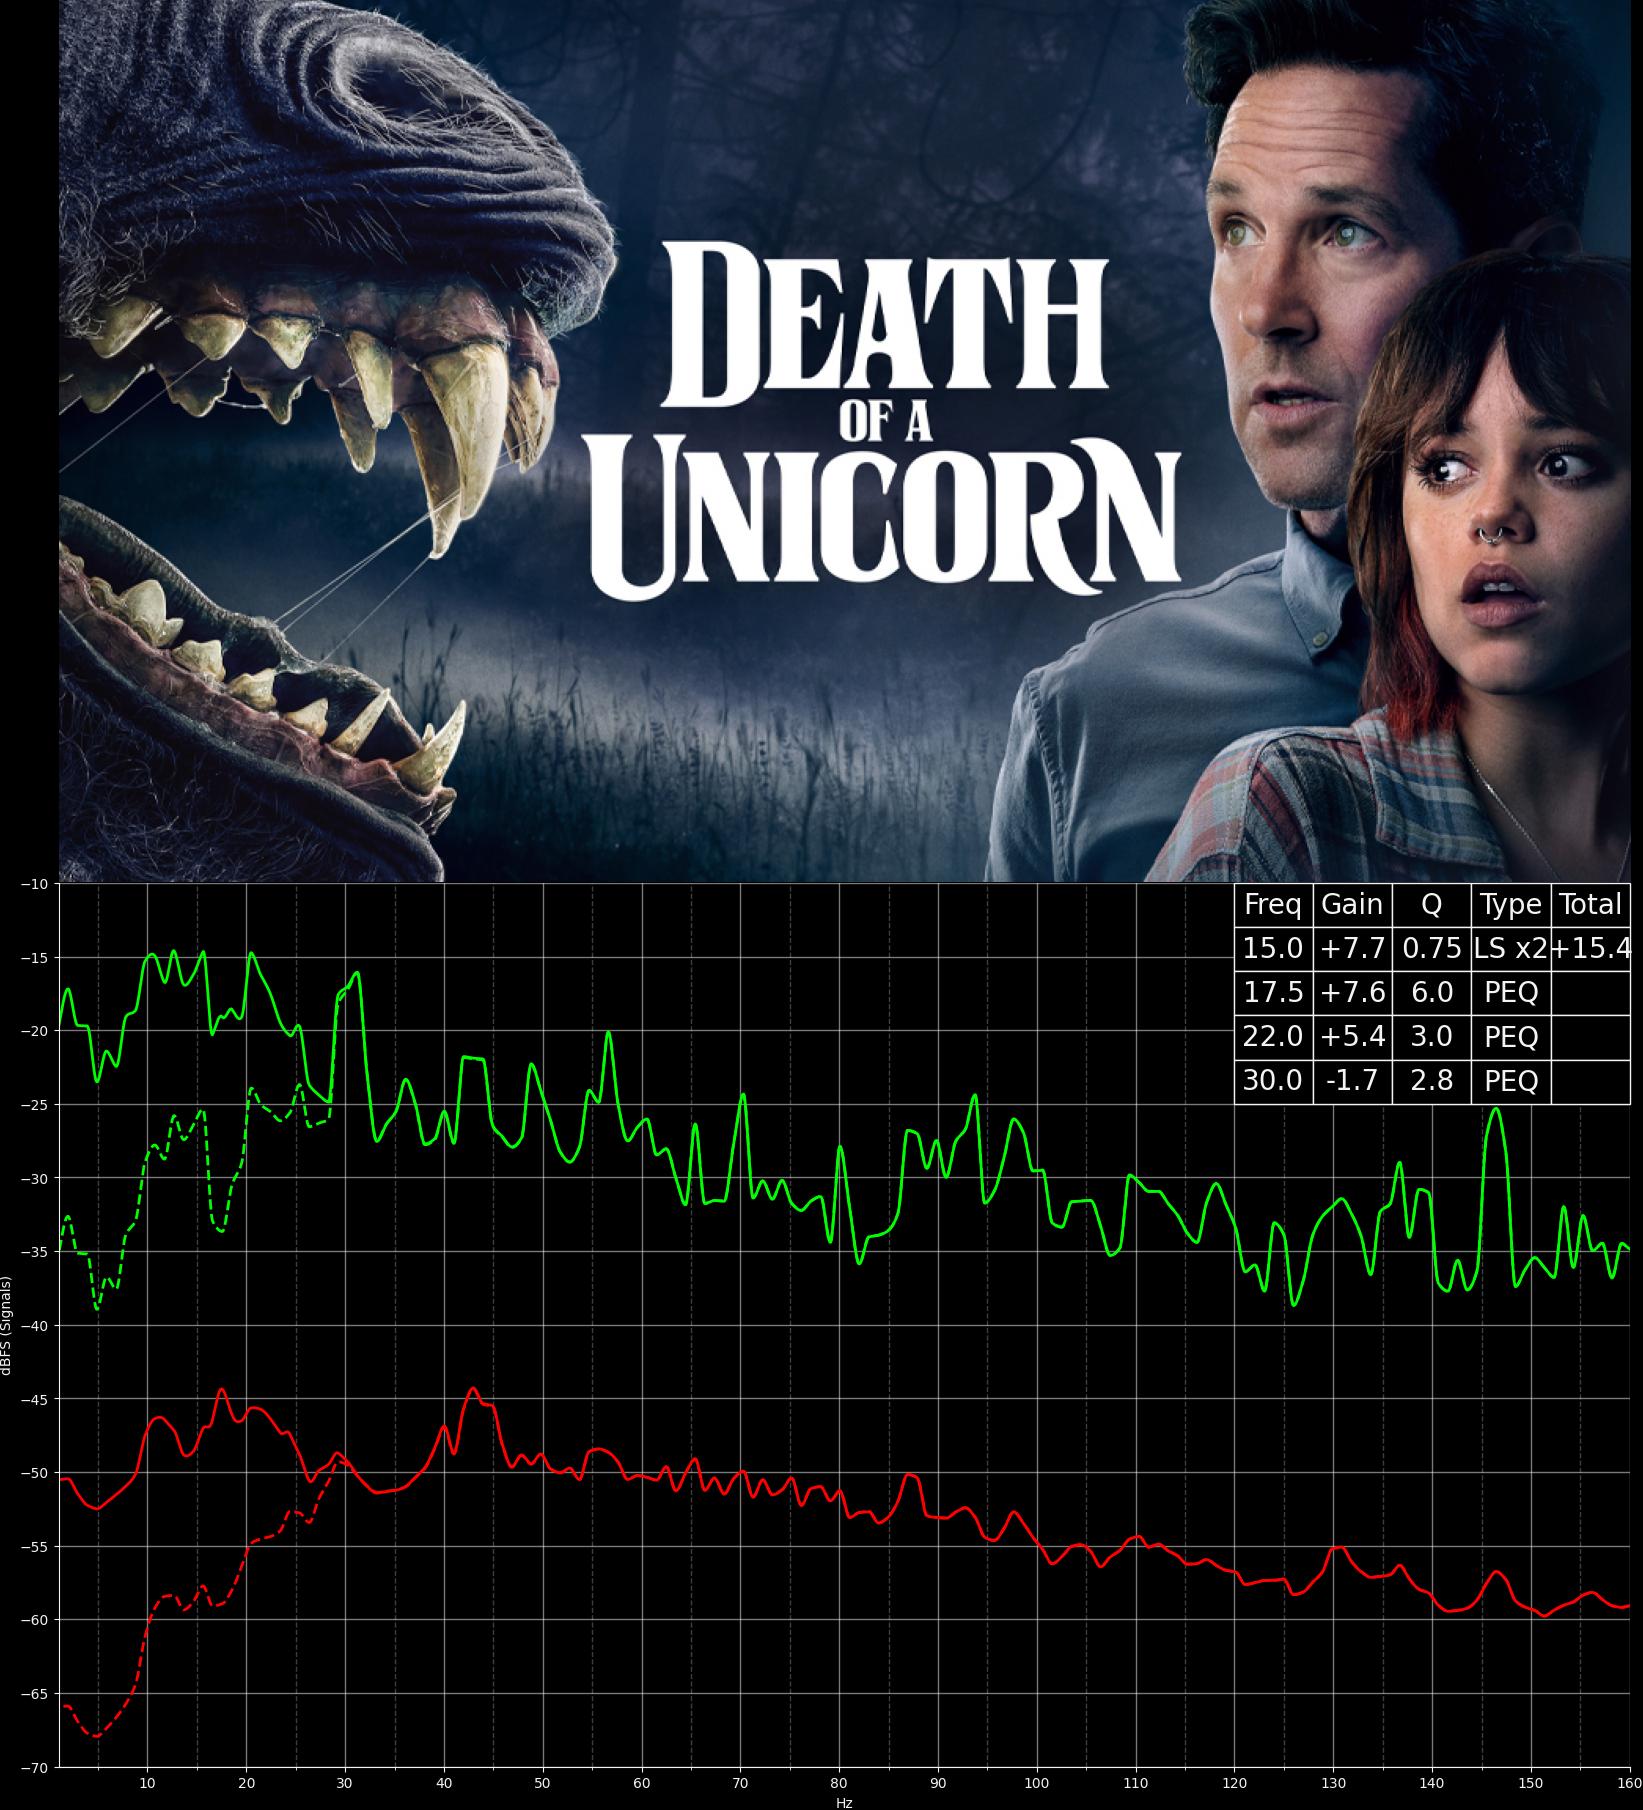 DEATH
OF A
UNICORN
Freq Gain Q Type Total
15.0 +7.7 0.75 LS x2 +15.4
17.5 +7.6 6.0 PEQ
22.0 +5.4 3.0 PEQ
30.0 -1.7 2.8 PEQ
−10
−15
−20
−25
−30
−35
−40
−45
−50
−55
−60
−65
−70
dBFS (Signals)
10 20 30 40 50 60 70 80 90 100 110 120 130 140 150 160
Hz